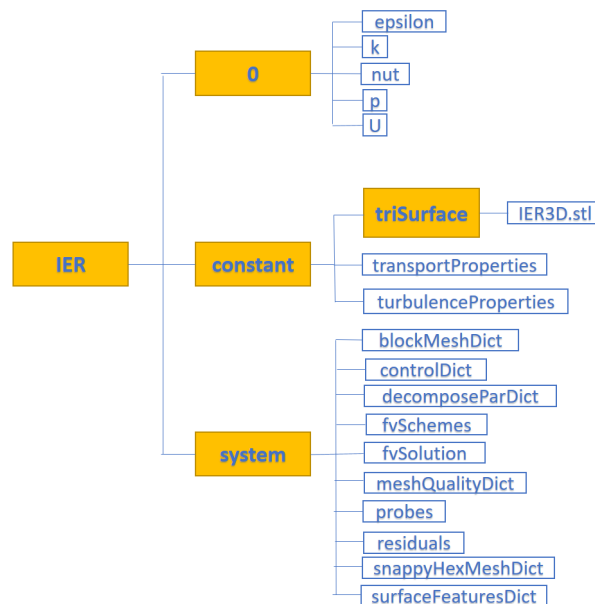 epsilon
k
0
nut
p
U
triSurface
IER3D.stl
IER
constant
transportProperties
turbulenceProperties
blockMeshDict
controlDict
decomposeParDict
fvSchemes
system
fvSolution
meshQualityDict
probes
residuals
snappyHexMeshDict
surfaceFeaturesDict